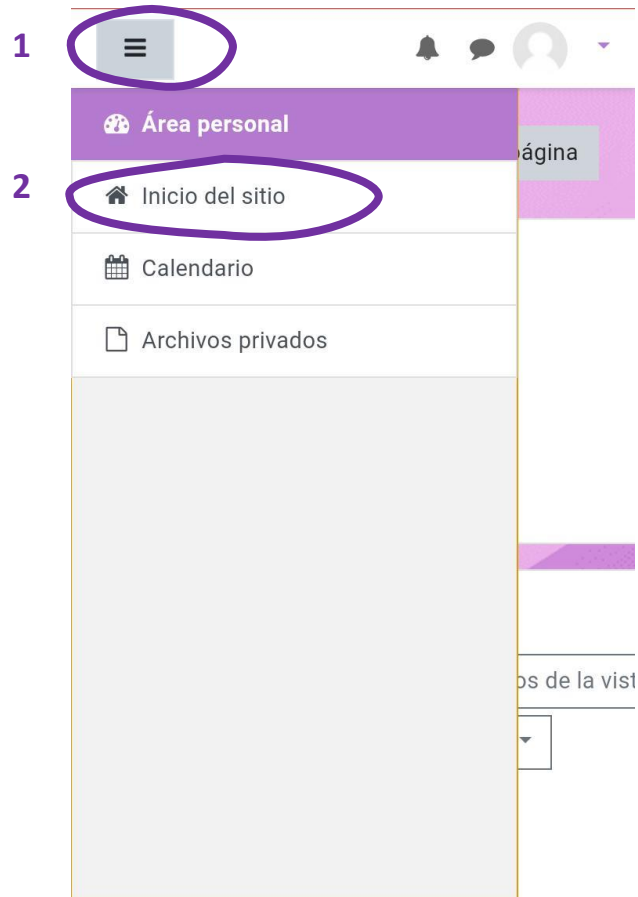 1
Área personal
ágina
2
Inicio del sitio
Calendario
Archivos privados
os de la vist